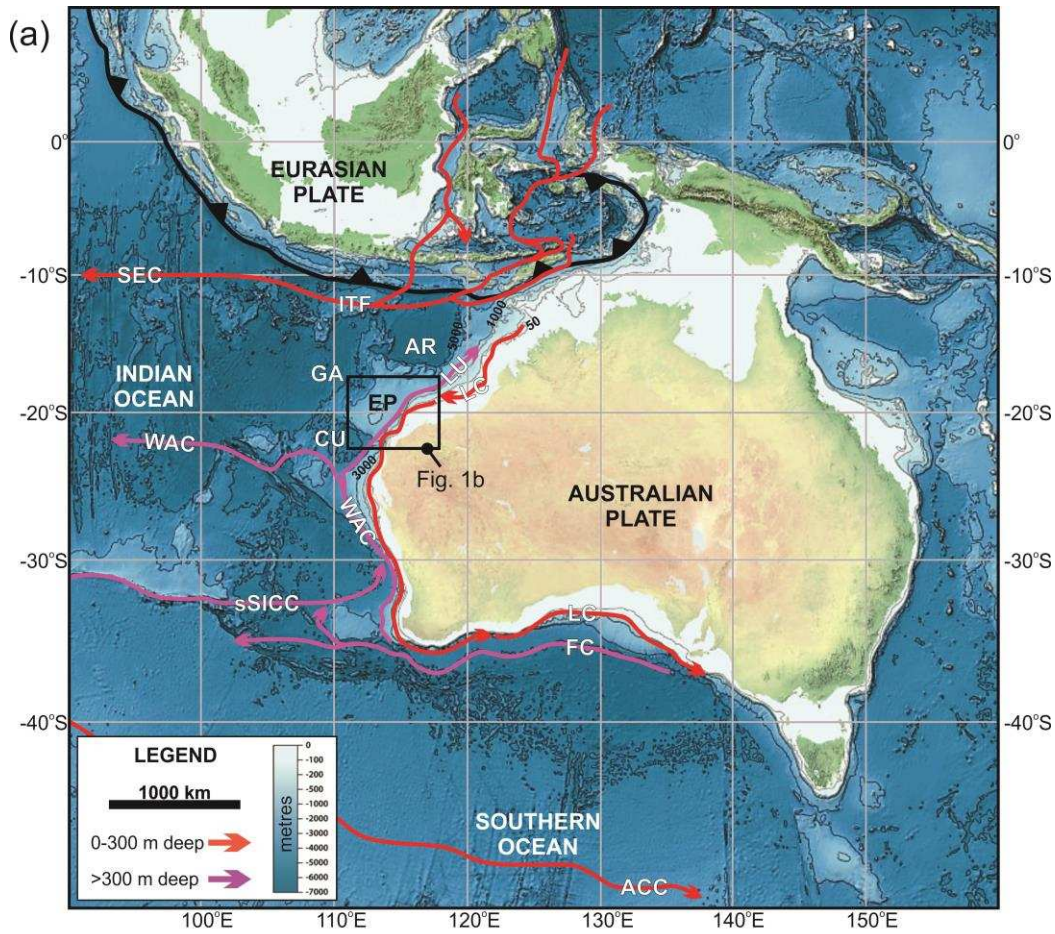 (a)
0°
EURASIAN
PLATE
0°
-10°S
SEC
ITF
-10°S
5000
1000
50
AR
LU
LC
GA
EP
INDIAN
OCEAN
-20°S
-20°S
CU
WAC
3000
Fig. 1b
AUSTRALIAN
PLATE
WAC
-30°S
-30°S
sSICC
LC
FC
-40°S
-40°S
LEGEND
1000 km
0-300 m deep
>300 m deep
metres
0
-100
-200
-500
-1000
-2000
-3000
-4000
-5000
-6000
-7000
SOUTHERN
OCEAN
ACC
100°E
110°E
120°E
130°E
140°E
150°E